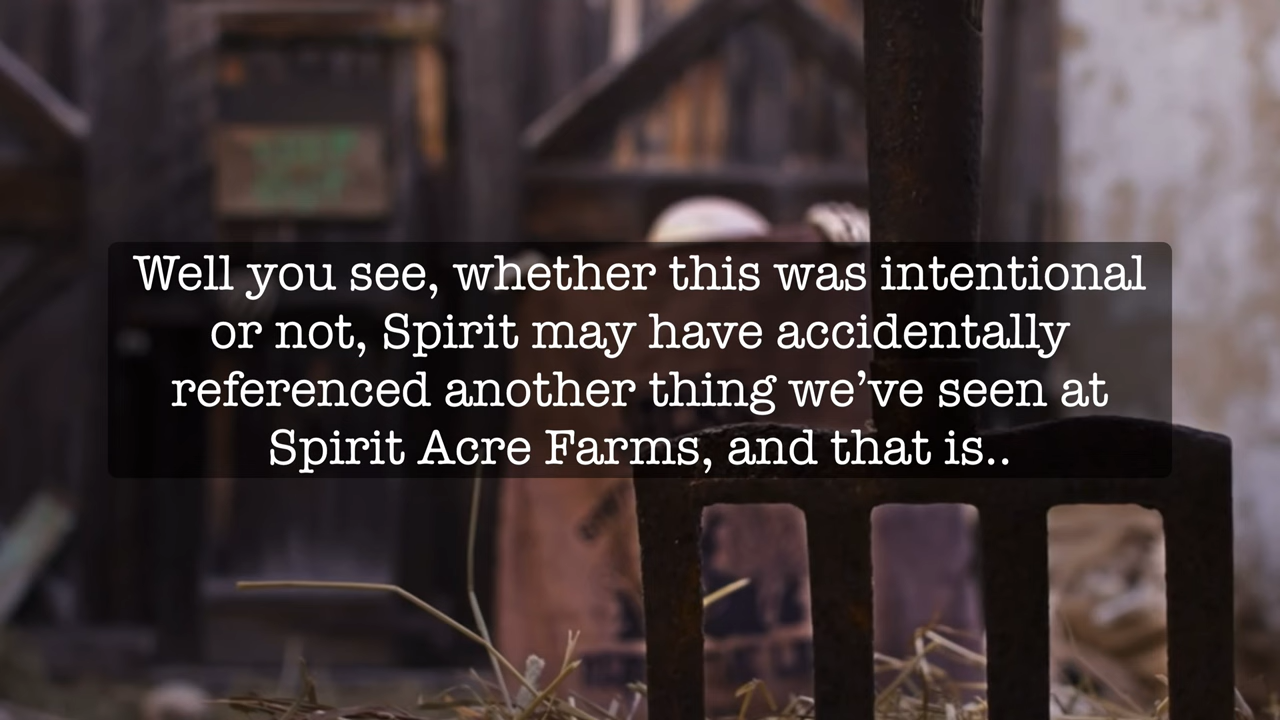 Well you see, whether this was intentional
or not, Spirit may have accidentally
referenced another thing we’ve seen at
Spirit Acre Farms, and that is..